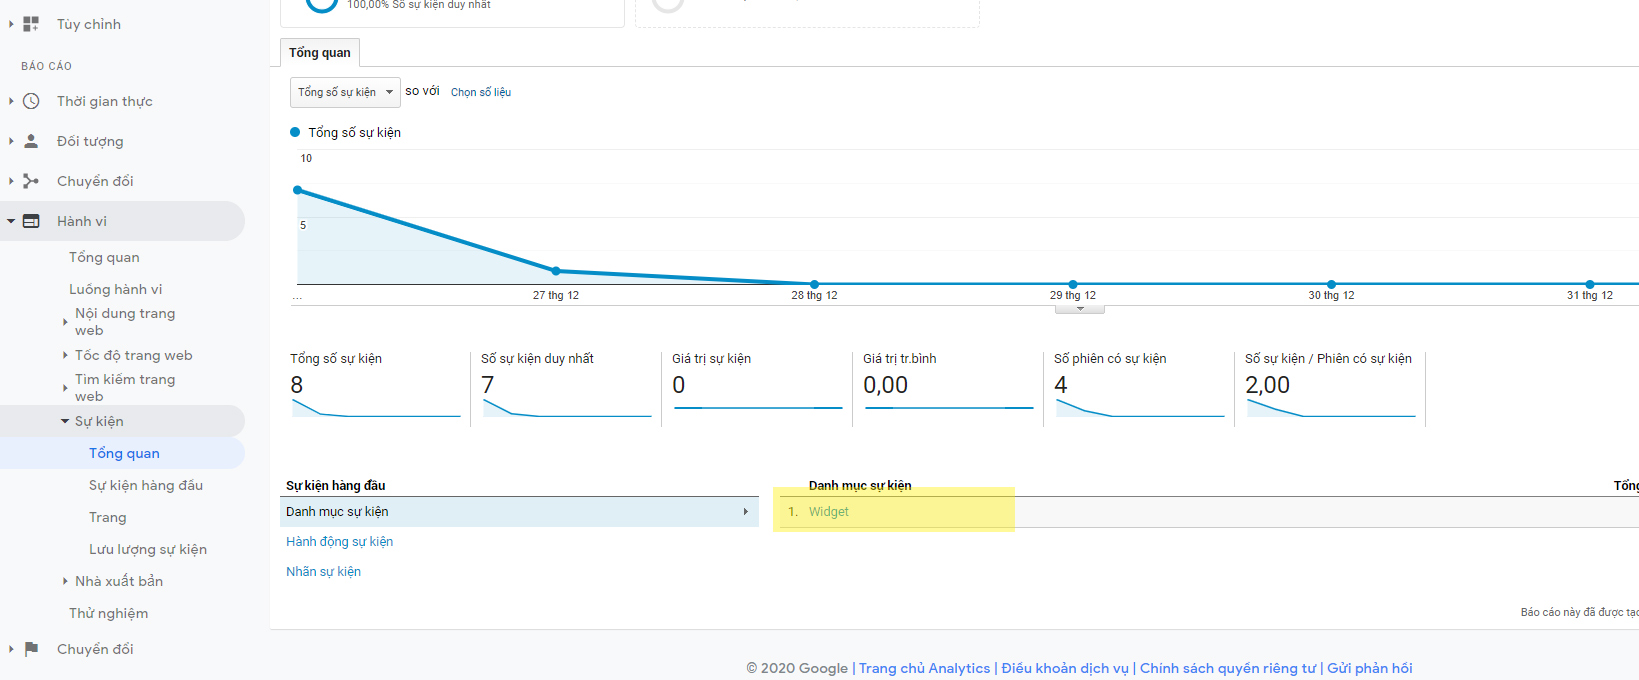 Tùy chỉnh
BÁO CÁO
Thời gian thực
Đối tượng
Chuyển đổi
Hành vi
Tổng quan
Luồng hành vi
Nội dung trang
web
Tốc độ trang web
Tìm kiếm trang
web
Sự kiện
Tổng quan
Sự kiện hàng đầu
Trang
Lưu lượng sự kiện
Nhà xuất bản
Thử nghiệm
Chuyển đổi
100,00% Số sự kiện duy nhất
Tổng quan
Tổng số sự kiện so với Chọn số liệu
Tổng số sự kiện
10
5
... 27 thg 12 28 thg 12 29 thg 12 30 thg 12 31 thg 12
Tổng số sự kiện
8
Số sự kiện duy nhất
7
Giá trị sự kiện
0
Giá trị tr.bình
0,00
Số phiên có sự kiện
4
Số sự kiện / Phiên có sự kiện
2,00
Sự kiện hàng đầu
Danh mục sự kiện
Hành động sự kiện
Nhãn sự kiện
Danh mục sự kiện
1. Widget
Báo cáo này đã được
© 2020 Google | Trang chủ Analytics | Điều khoản dịch vụ | Chính sách quyền riêng tư | Gửi phản hồi